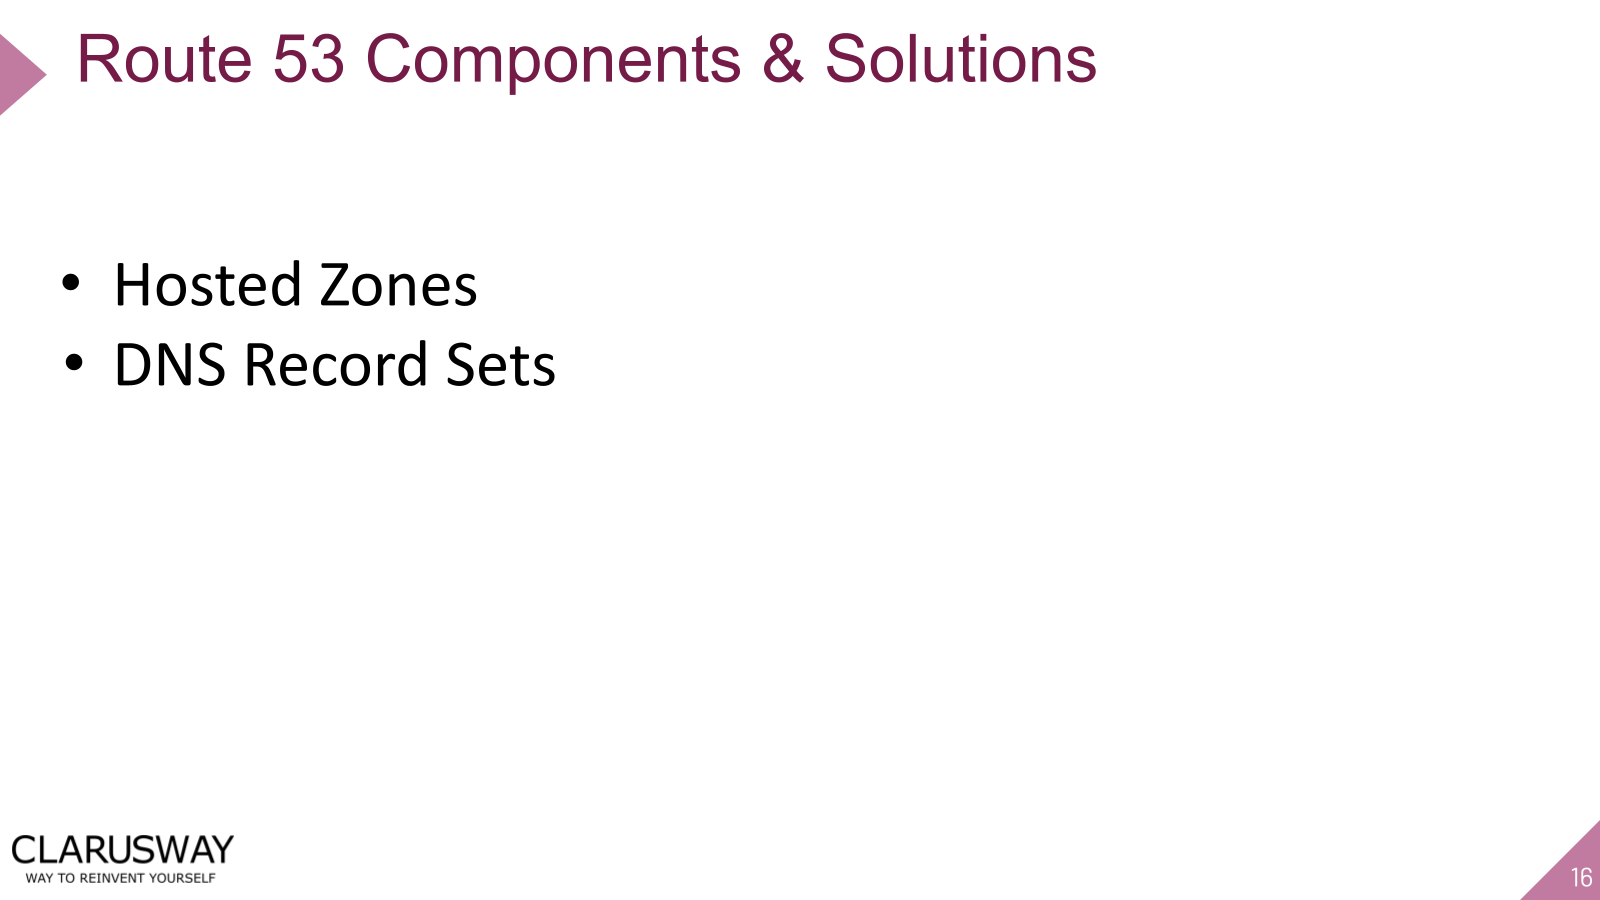 Route 53 Components & Solutions
• Hosted Zones
• DNS Record Sets
CLARUSWAY
WAY TO REINVENT YOURSELF
16